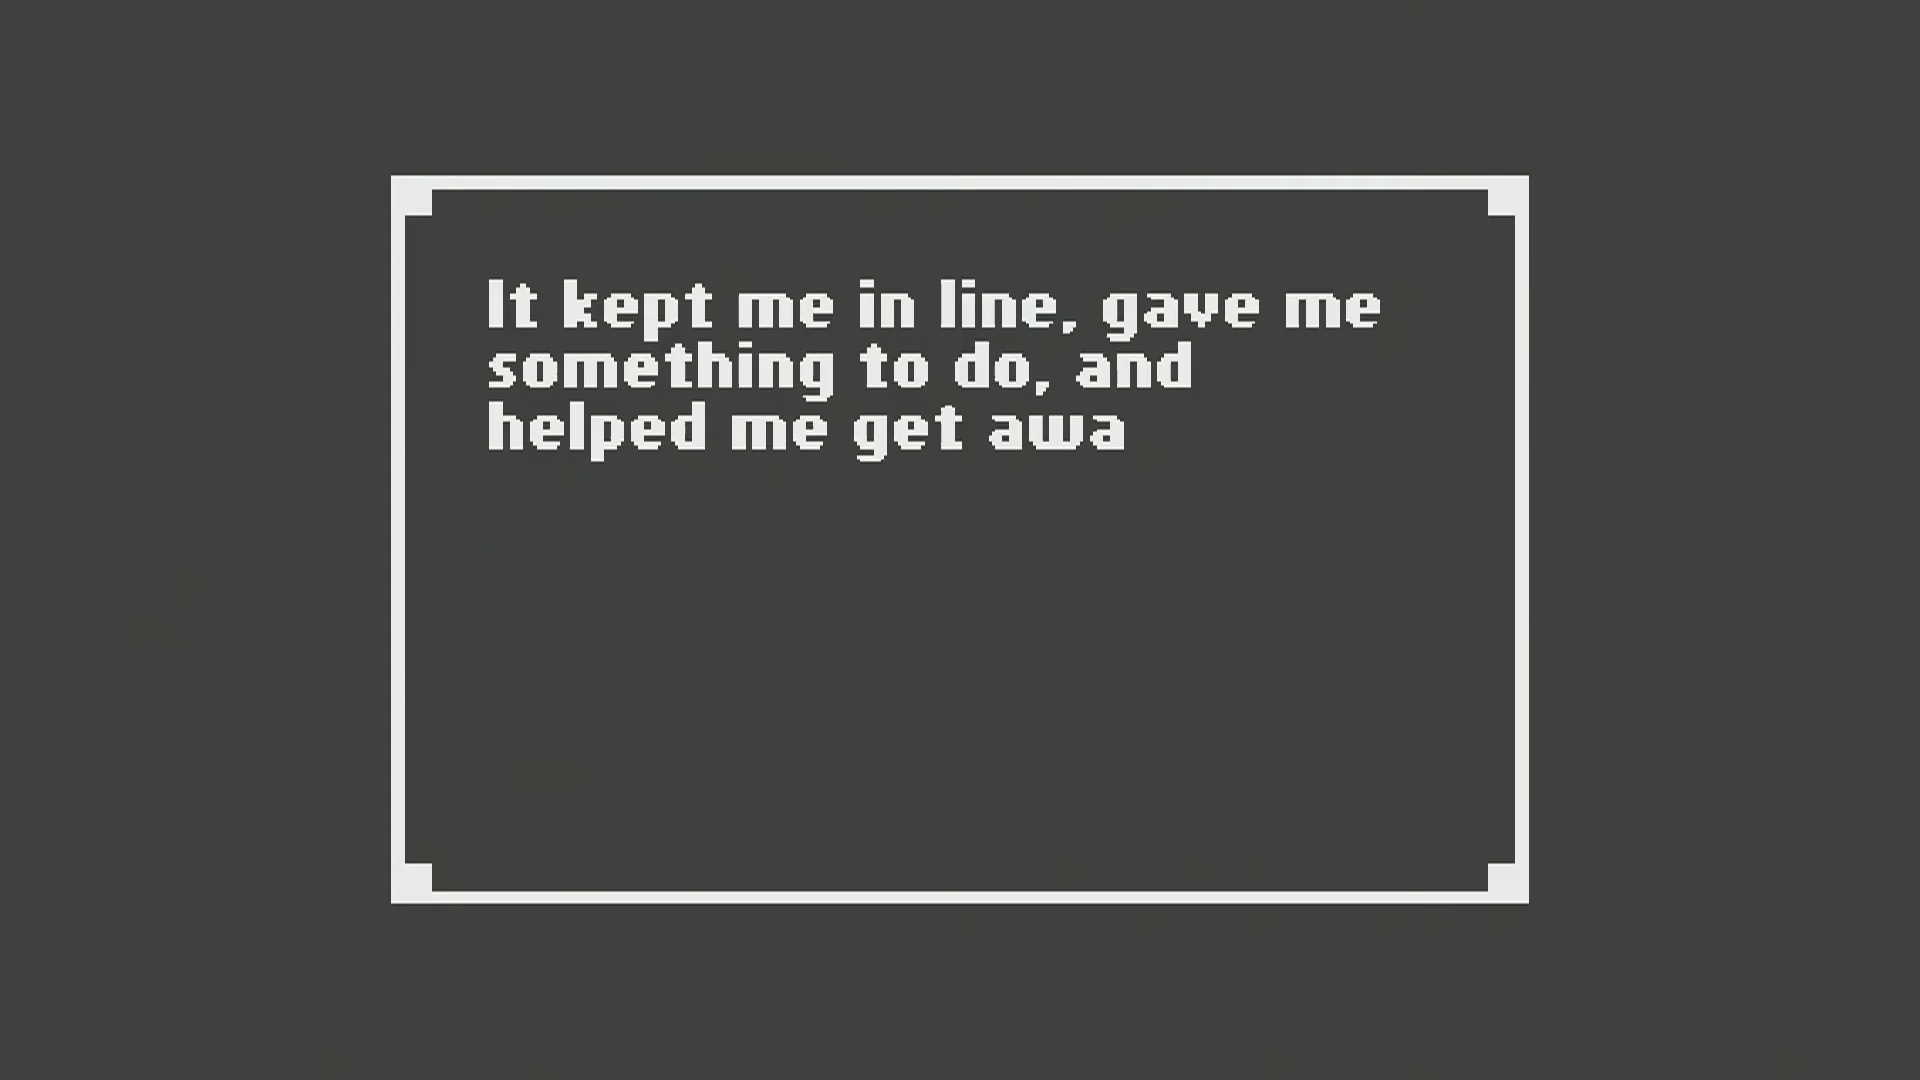 It kept me in line, gave me
something to do, and
helped me get awa